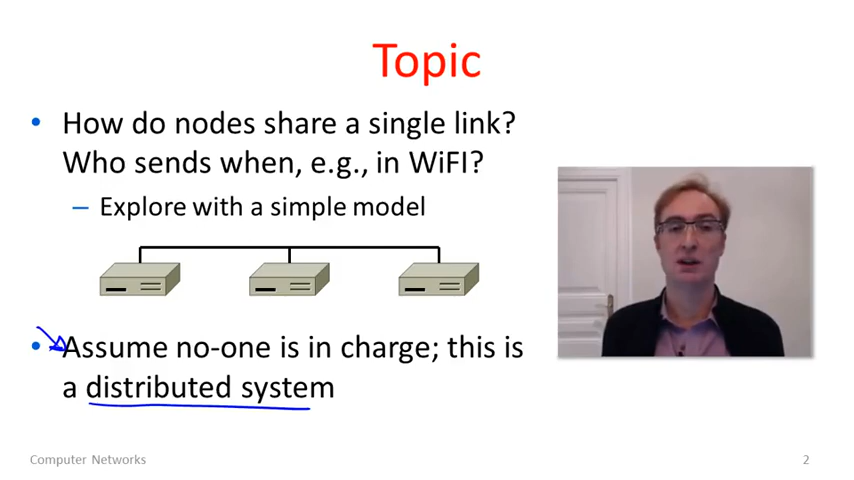 Topic
• How do nodes share a single link?
Who sends when, e.g., in WiFI?
– Explore with a simple model
• Assume no-one is in charge; this is
a distributed system
Computer Networks
2